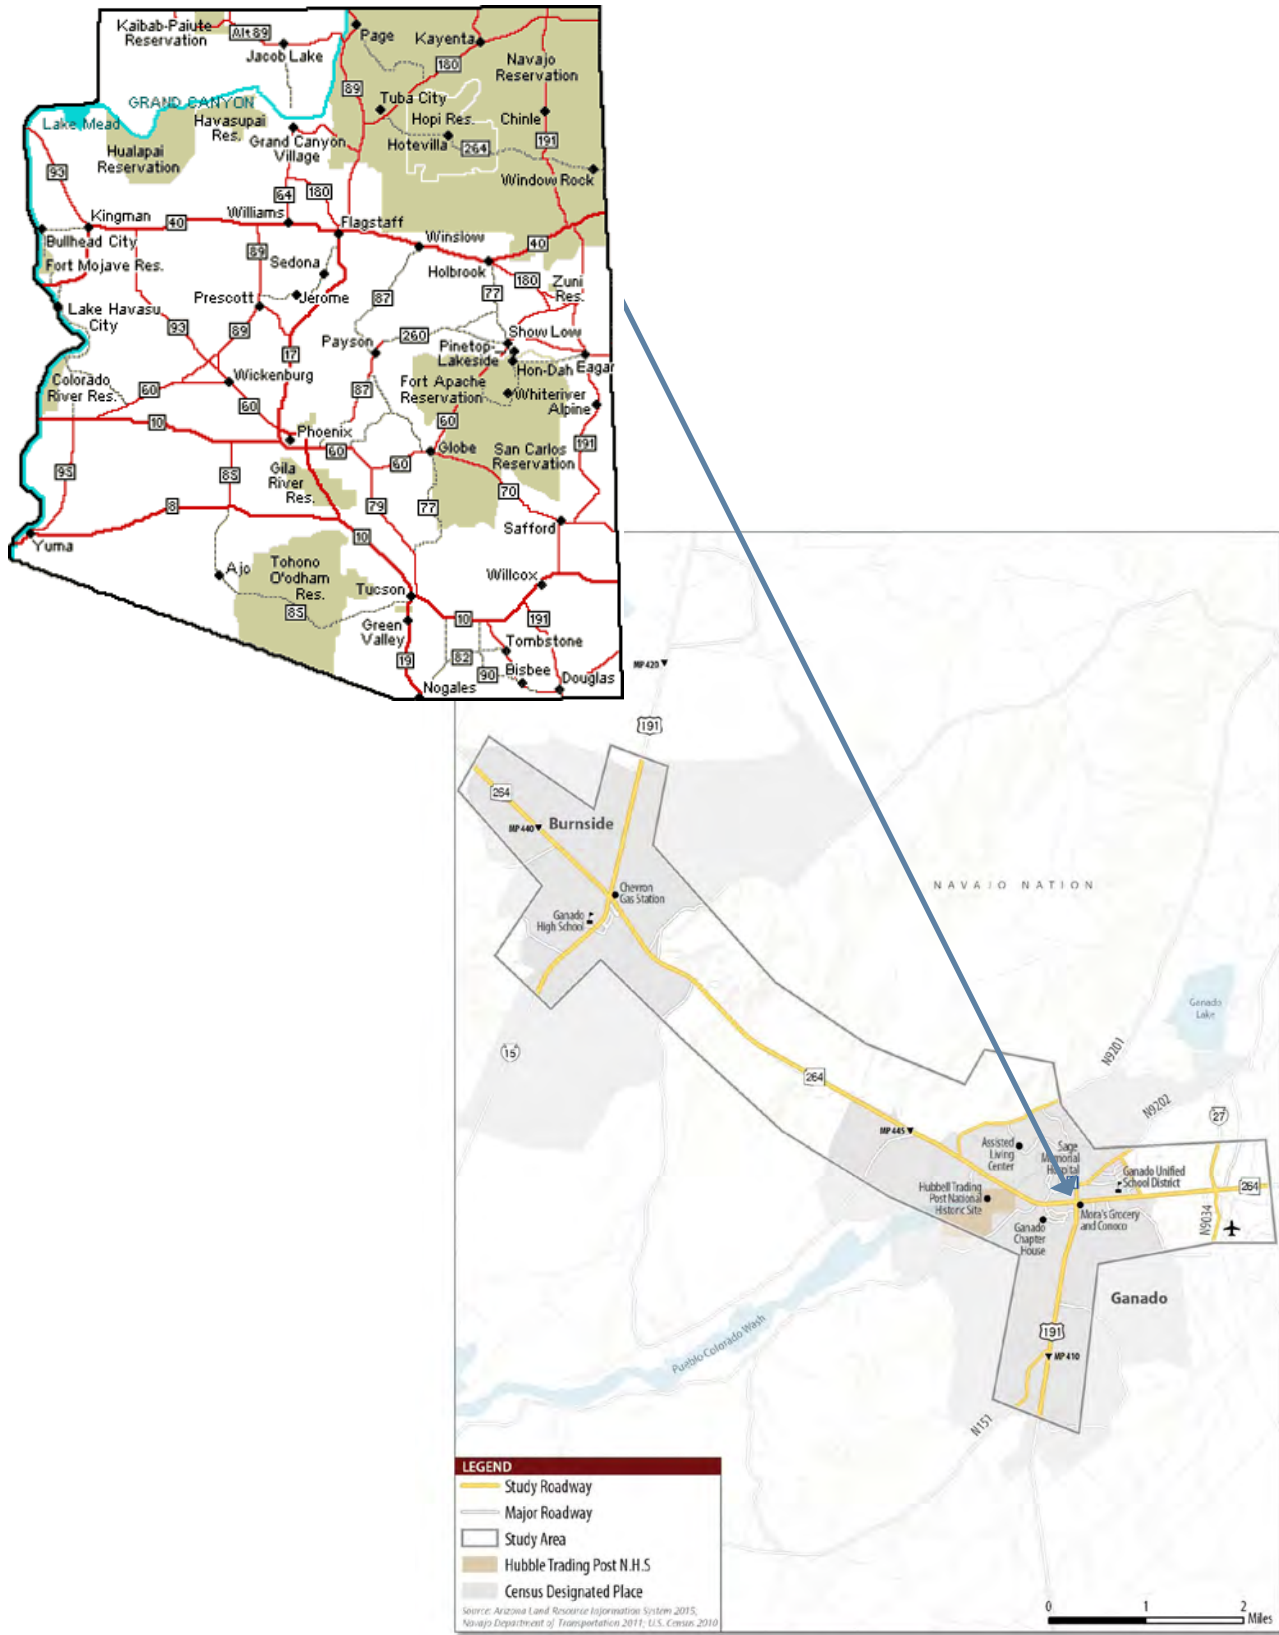 Kaibab-Paiute
Reservation
Alt 89
Jacob Lake
Page
Kayenta
180
Navajo
Reservation
89
GRAND CANYON
Lake Mead
Havasupai
Res.
Tuba City
Hopi Res.
Chinle
Hualapai
Reservation
Grand Canyon
Village
Hotevilla
264
191
93
Window Rock
64
180
Kingman
40
Williams
Flagstaff
Bullhead City
89
Winslow
40
Fort Mojave Res.
Sedona
Holbrook
180
Zuni
Res.
Lake Havasu
City
Prescott
Jerome
87
77
93
89
17
Payson
260
Show Low
Pinetop-
Lakeside
Hon-Dah
Eagar
Colorado
River Res.
60
Wickenburg
60
87
Fort Apache
Reservation
Whiteriver
Alpine
10
Phoenix
60
60
Globe
60
San Carlos
Reservation
191
95
85
Gila
River
Res.
79
77
70
8
10
Safford
Yuma
Ajo
Tohono
O'odham
Res.
85
Tucson
Willcox
Green
Valley
10
191
19
82
90
Tombstone
Bisbee
Douglas
Nogales
MP 420
191
264
MP 440
Burnside
Chevron
Gas Station
Ganado
High School
NAVAJO NATION
Ganado
Lake
15
264
N9201
N9202
27
MP 445
Assisted
Living
Center
Sage
Memorial
Hospital
Ganado Unified
School District
264
Hubbell Trading
Post National
Historic Site
Mora's Grocery
and Conoco
N9034
Ganado
Chapter
House
Ganado
Pueblo Colorado Wash
191
MP 410
N151
LEGEND
Study Roadway
Major Roadway
Study Area
Hubble Trading Post N.H.S
Census Designated Place
Source: Arizona Land Resource Information System 2015;
Navajo Department of Transportation 2011; U.S. Census 2010
0 1 2
Miles